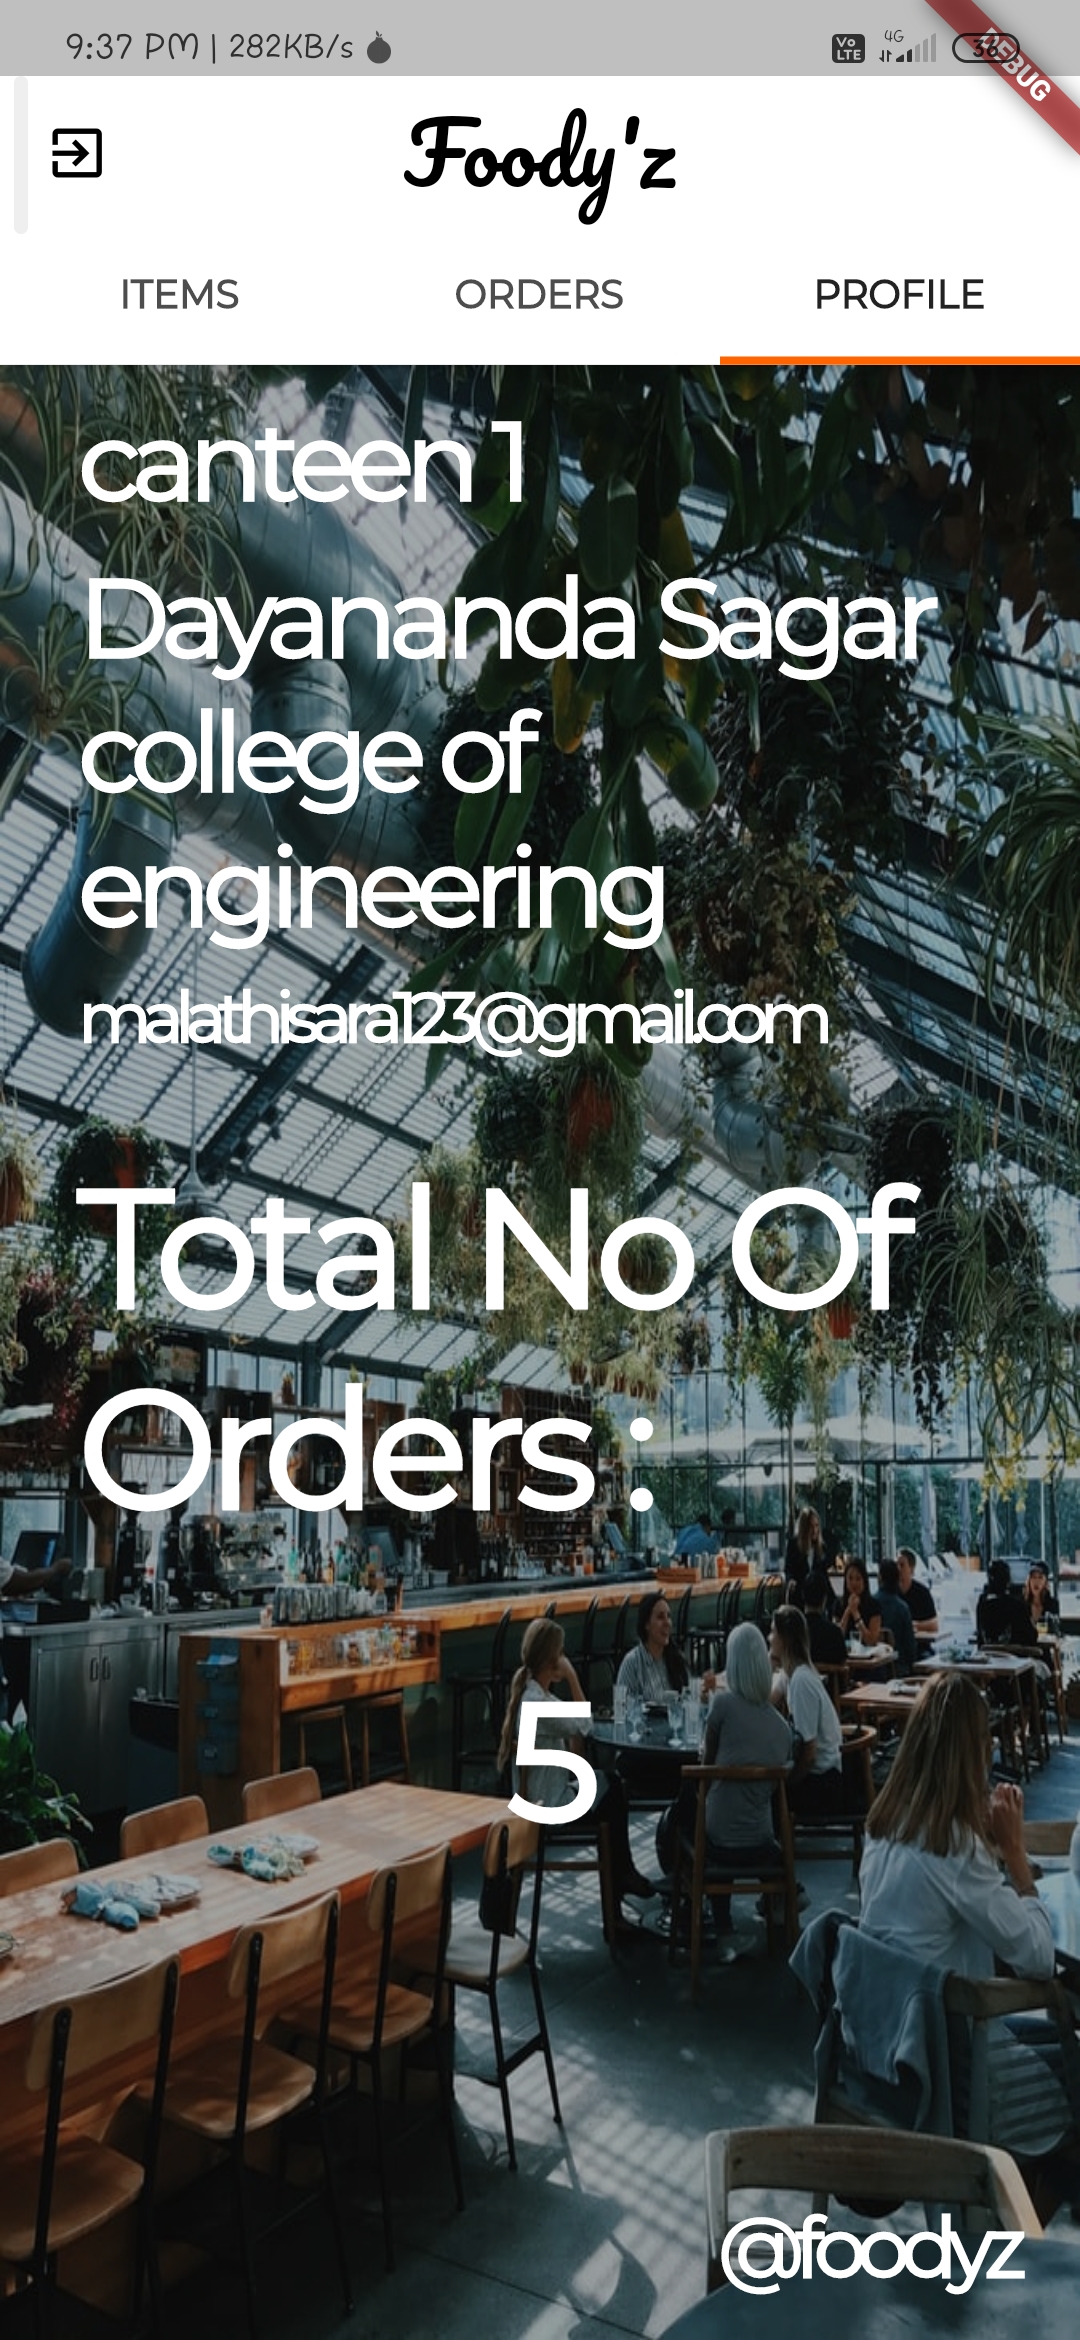 9:37 PM | 282KB/s
Vo LTE 4G 36
DEBUG
Foody'z
ITEMS ORDERS PROFILE
canteen 1
Dayananda Sagar
college of
engineering
malathisara123@gmail.com
Total No Of
Orders :
5
@foodyz